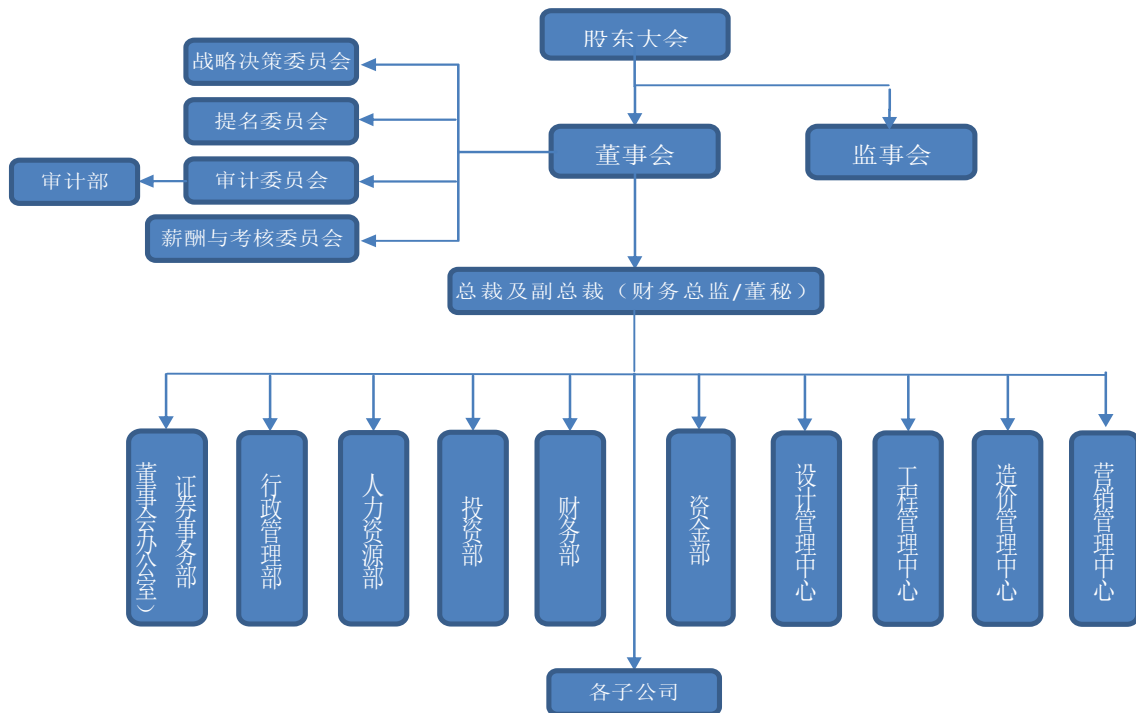 股东大会
战略决策委员会
提名委员会
董事会
监事会
审计部
审计委员会
薪酬与考核委员会
总裁及副总裁（财务总监/董秘）
证券事务部
董事会办公室）
行政管理部
人力资源部
投资部
财务部
资金部
设计管理中心
工程管理中心
造价管理中心
营销管理中心
各子公司